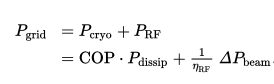 P_grid = P_cryo + P_RF
= COP · P_dissip + 1/η_RF ΔP_beam.